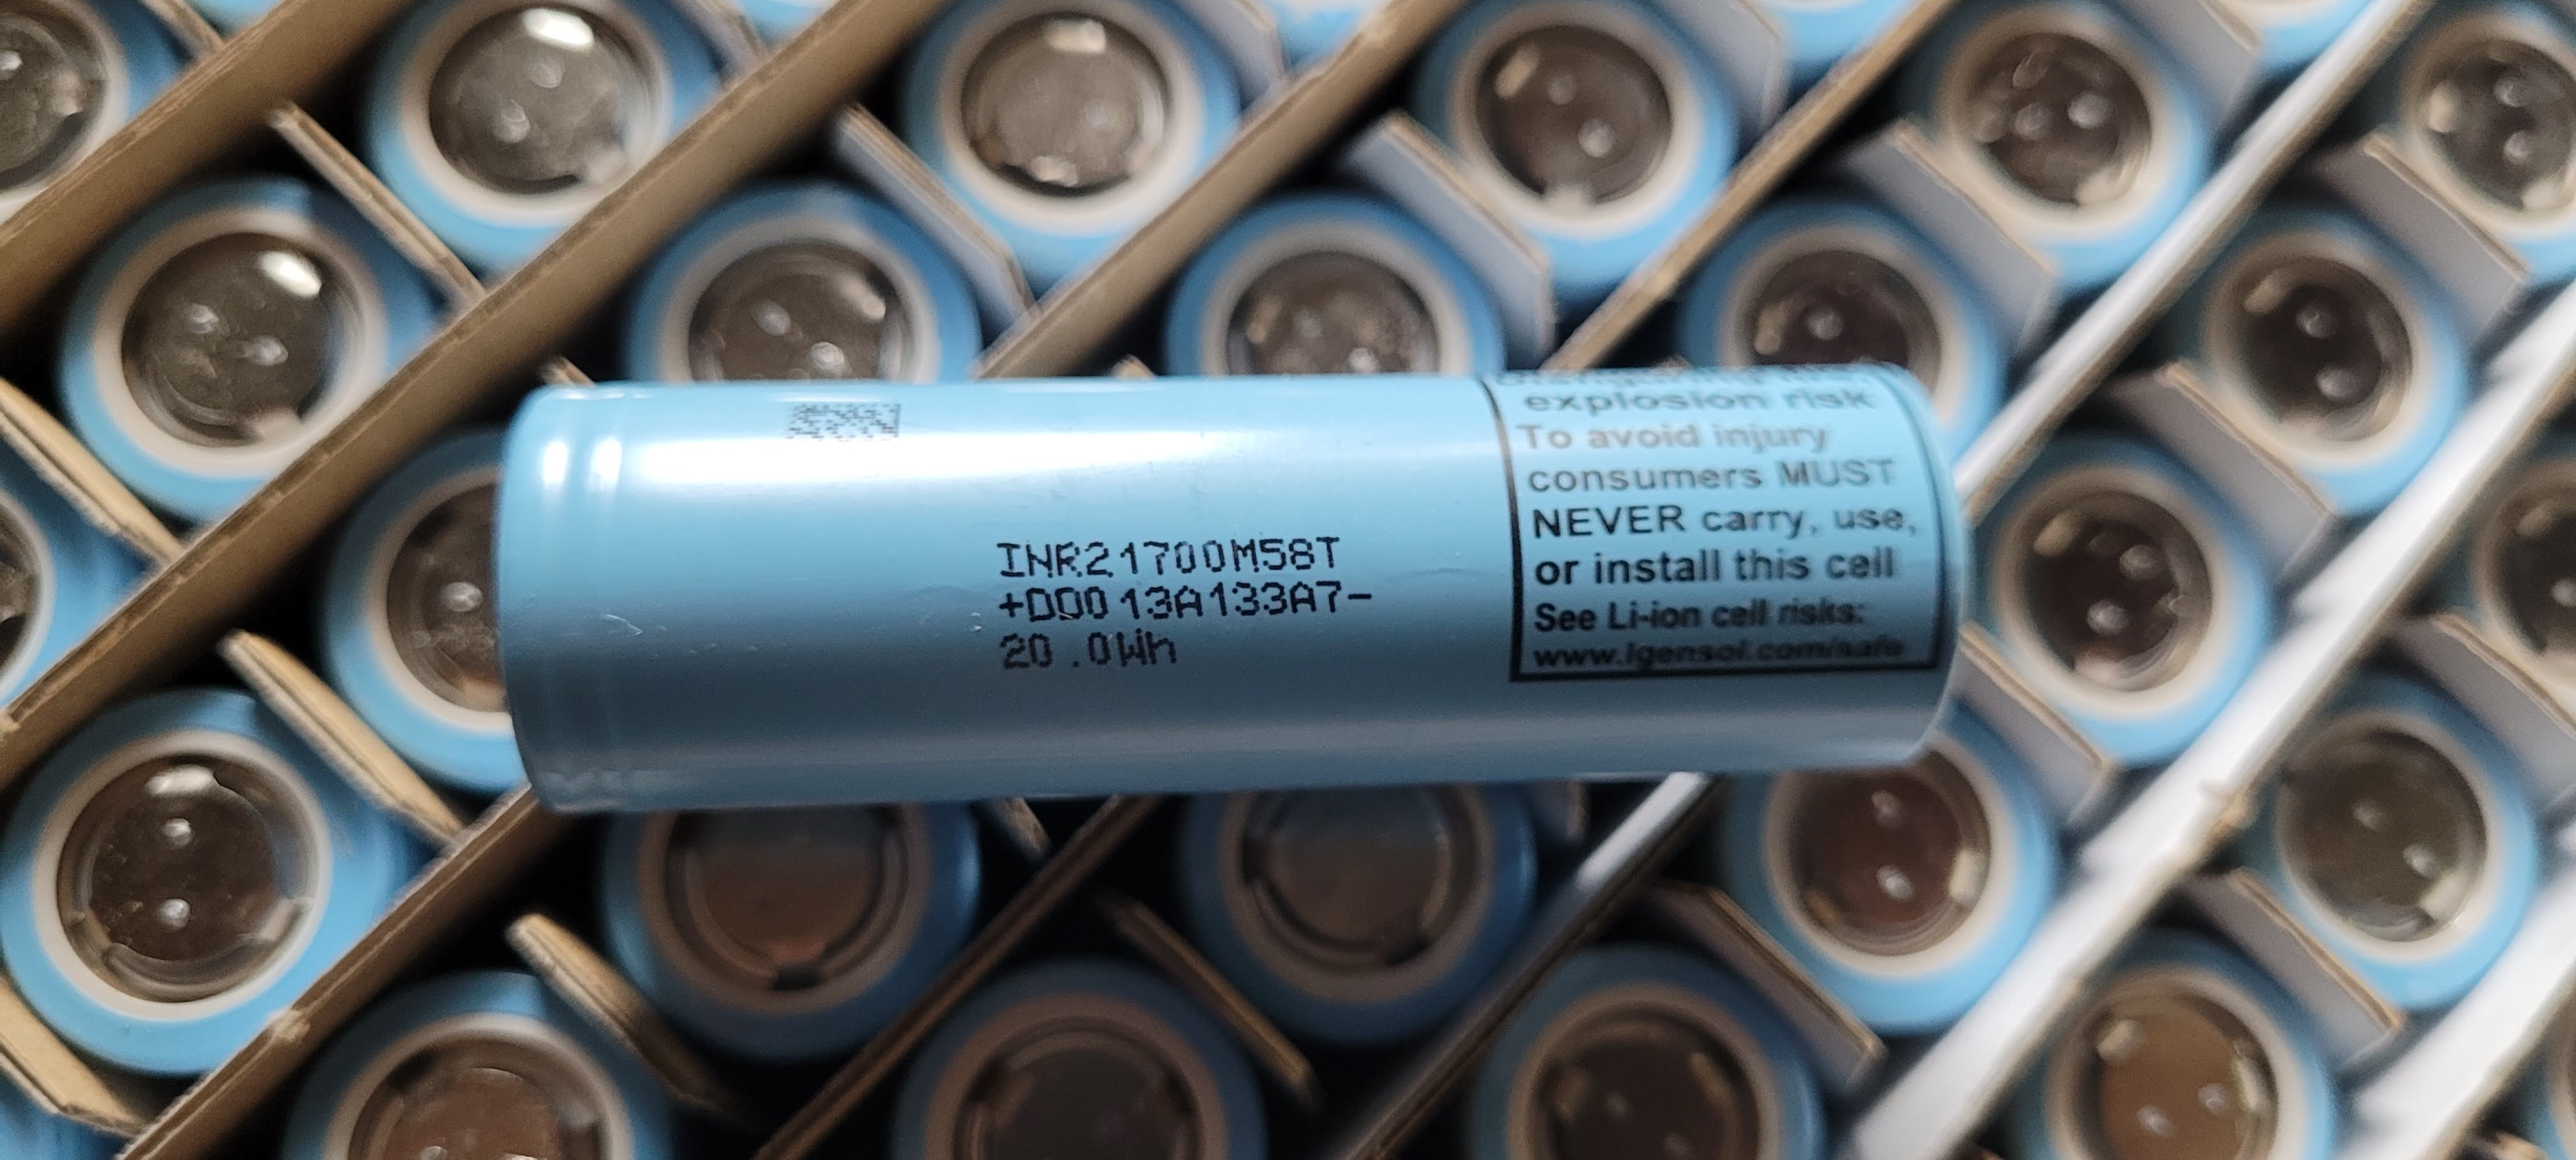 INR21700M58T
+DD013A133A7-
20.0Wh
explosion risk
To avoid injury
consumers MUST
NEVER carry, use,
or install this cell
See Li-ion cell risks:
www.lgensol.com/safe